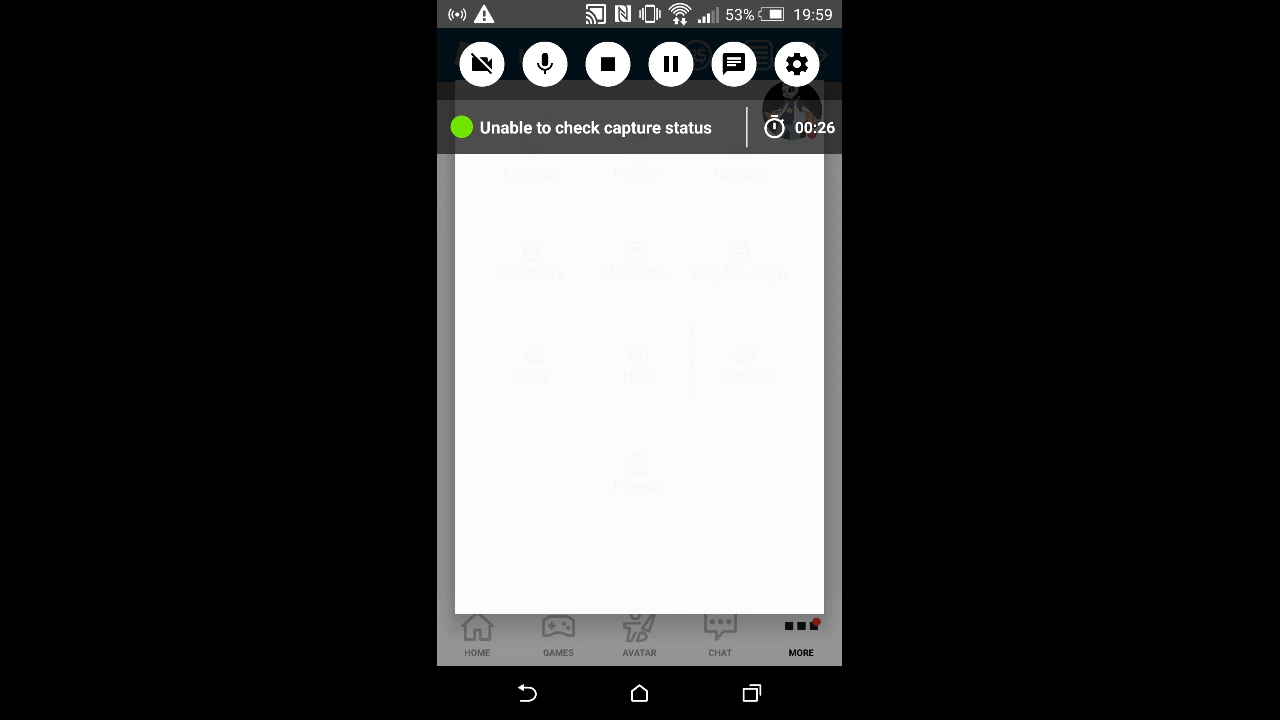 53% 19:59
Unable to check capture status 00:26
Catalog Profile Groups
Inventory Messages Builders Club
Blog Help Settings
Friends
HOME GAMES AVATAR CHAT MORE